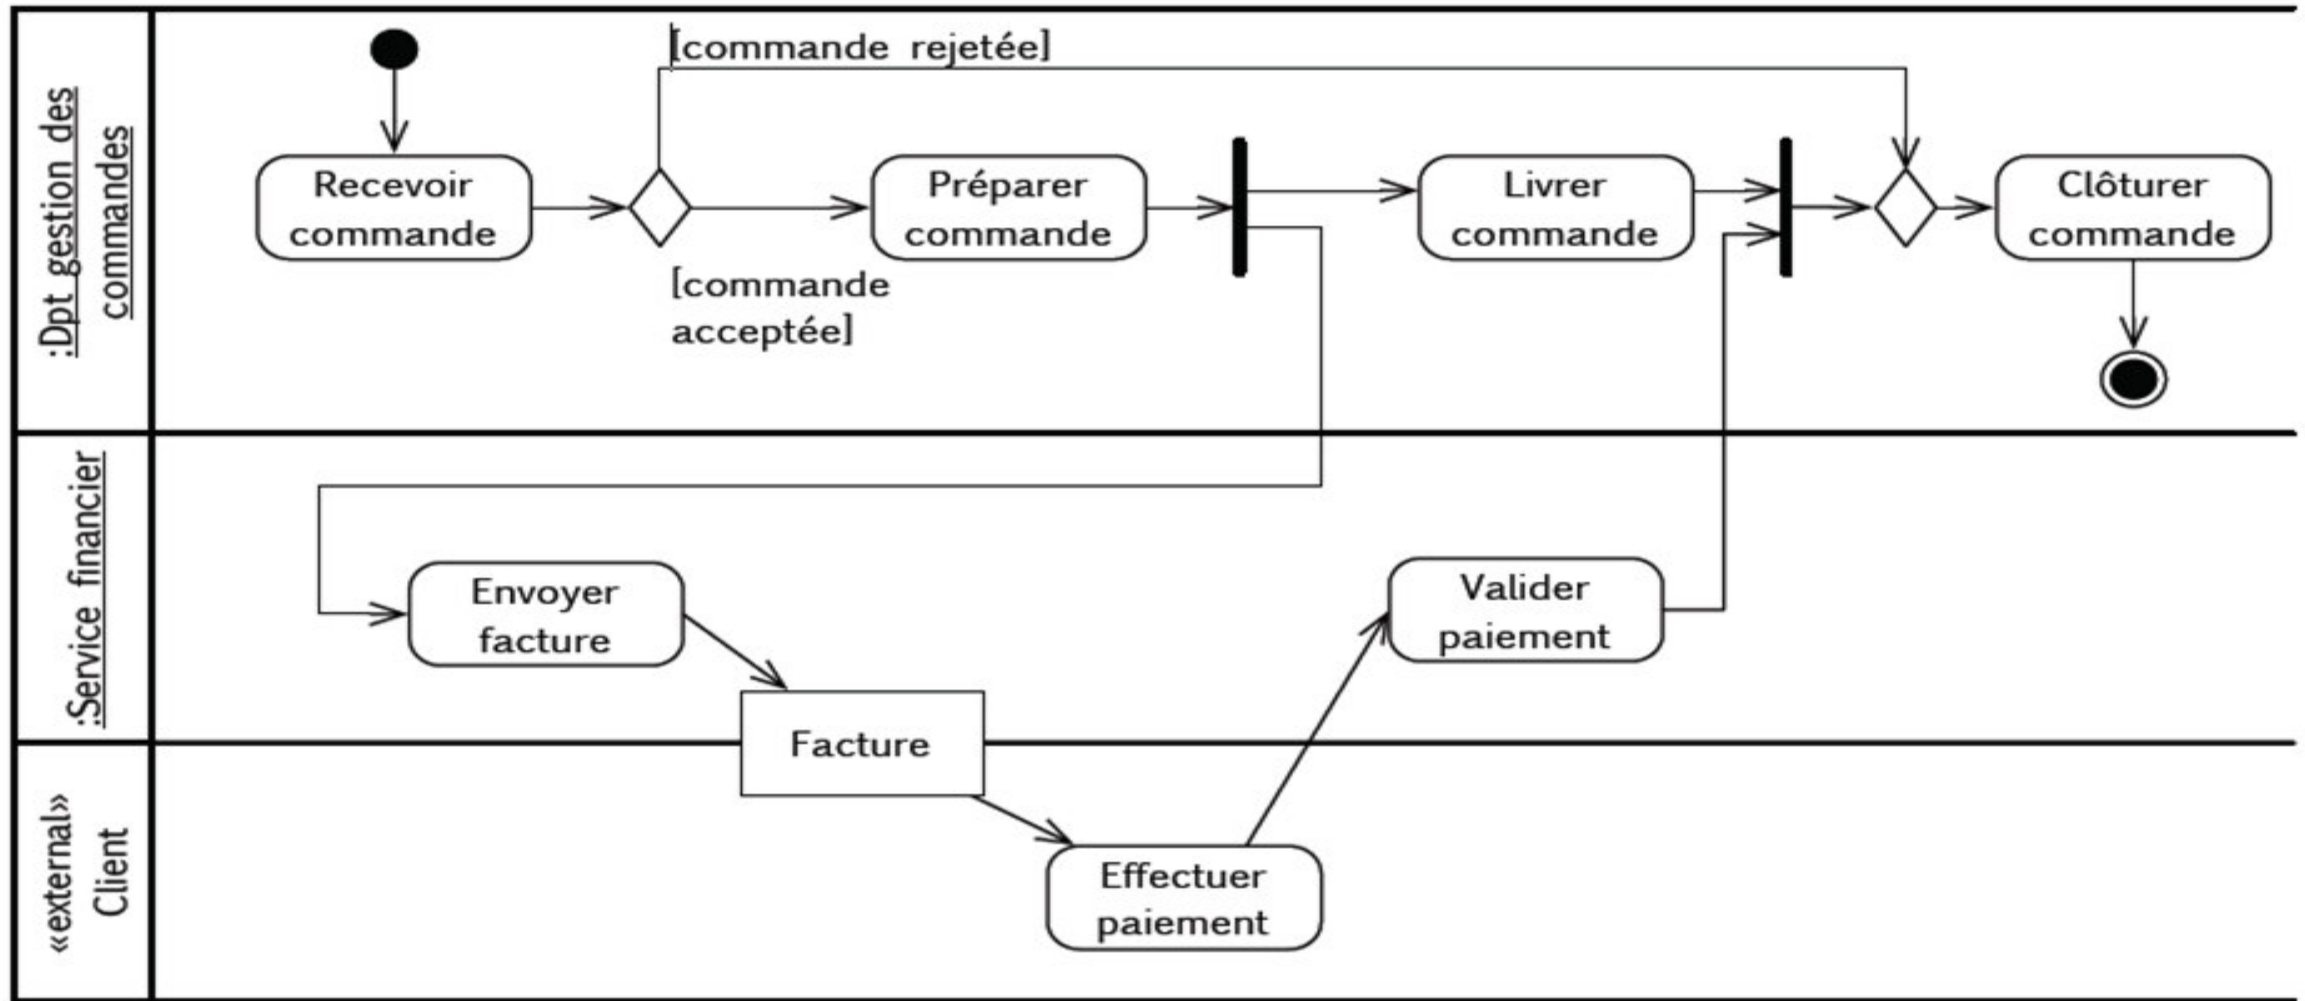 :Dpt gestion des
commandes
[commande rejetée]
Recevoir
commande
Préparer
commande
Livrer
commande
Clôturer
commande
[commande
acceptée]
:Service financier
Envoyer
facture
Valider
paiement
Facture
«external»
Client
Effectuer
paiement